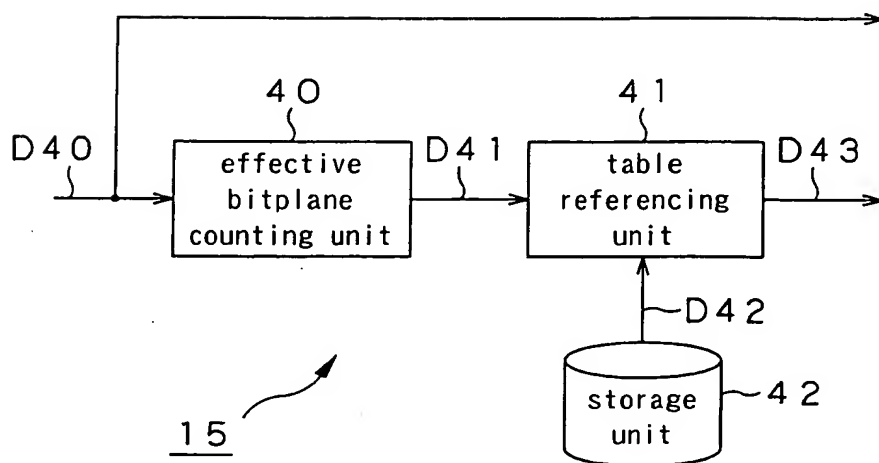 40
41
D40
effective
bitplane
counting unit
D41
table
referencing
unit
D43
D42
storage
unit
42
15